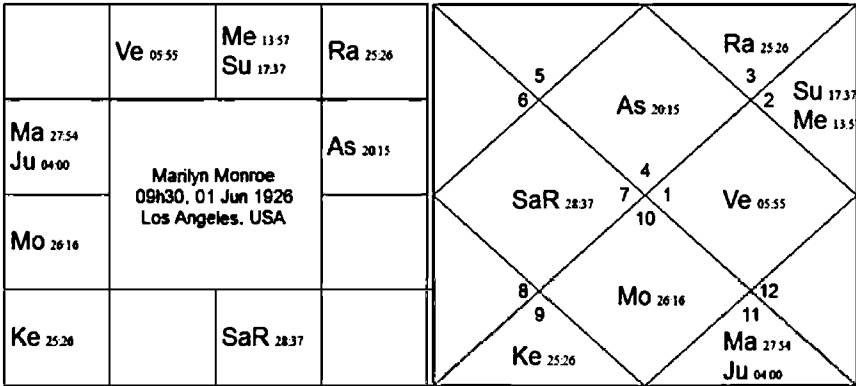 Ve 05:55
Me 13:57
Su 17:37
Ra 25:26
Ma 27:54
Ju 04:00
As 20:15
Marilyn Monroe
09h30, 01 Jun 1926
Los Angeles. USA
Mo 26:16
Ke 25:26
SaR 28:37
Ra 25:26
5
3
6
As 20:15
2
Su 17:37
Me 13:57
4
SaR 28:37
7
1
Ve 05:55
10
8
Mo 26:16
12
9
11
Ke 25:26
Ma 27:54
Ju 04:00